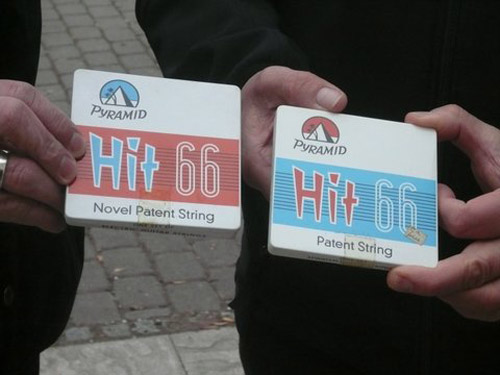 PYRAMID
Hit 66
Novel Patent String
PYRAMID
Hit 66
Patent String